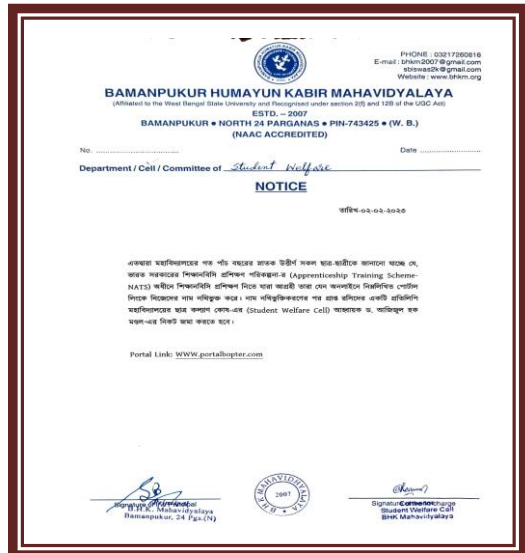 PHONE : 03217260616
E-mail : bhkm2007@gmail.com
sbiswas2k@gmail.com
Website : www.bhkm.org
BAMANPUKUR HUMAYUN KABIR MAHAVIDYALAYA
(Affiliated to the West Bengal State University and Recognised under section 2(f) and 12B of the UGC Act)
ESTD. – 2007
BAMANPUKUR ● NORTH 24 PARGANAS ● PIN-743425 ● (W. B.)
(NAAC ACCREDITED)
No. ................................ Date ......................
Department / Cell / Committee of Student Welfare
NOTICE
তারিখ-০২-০২-২০২৩
এতদ্বারা মহাবিদ্যালয়ের গত পাঁচ বছরের স্নাতক উত্তীর্ণ সকল ছাত্র-ছাত্রীকে জানানো যাচ্ছে যে,
ভারত সরকারের শিক্ষানবিসি প্রশিক্ষণ পরিকল্পনা-র (Apprenticeship Training Scheme-
NATS) অধীনে শিক্ষানবিসি প্রশিক্ষণ নিতে যারা আগ্রহী তারা যেন অনলাইনে নিম্নলিখিত পোর্টাল
লিংকে নিজেদের নাম নথিভুক্ত করে। নাম নথিভুক্তিকরণের পর প্রাপ্ত রসিদের একটি প্রতিলিপি
মহাবিদ্যালয়ের ছাত্র কল্যাণ কোষ-এর (Student Welfare Cell) আহ্বায়ক ড. আজিজুল হক
মণ্ডল-এর নিকট জমা করতে হবে।
Portal Link: WWW.portalbopter.com
Signature of the Principal
B.H.K. Mahavidyalaya
Bamanpukur, 24 Pgs.(N)
B H K MAHAVIDHYALAYA
2007
Signature
Student Welfare Cell
BHK Mahavidyalaya